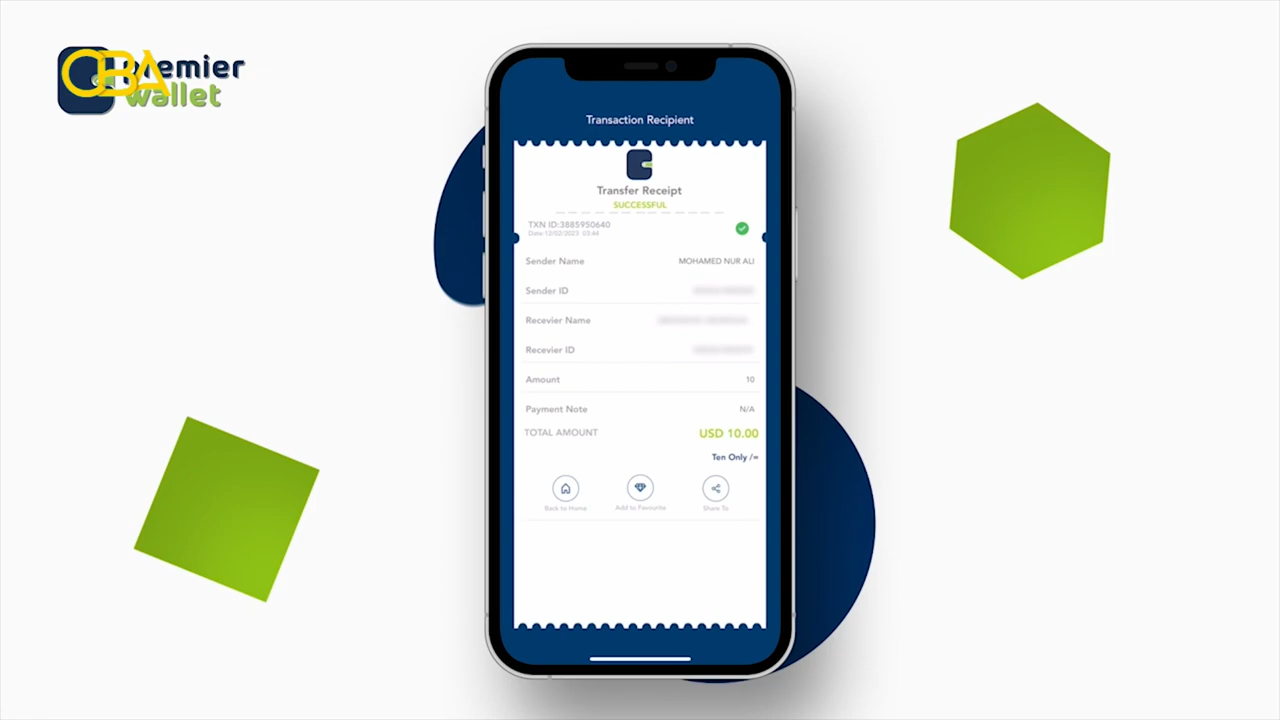 OBA
premier
wallet
Transaction Recipient
Transfer Receipt
SUCCESSFUL
TXN ID:3885950640
Date:12/02/2023 03:44
Sender Name MOHAMED NUR ALI
Sender ID
Recevier Name
Recevier ID
Amount 10
Payment Note N/A
TOTAL AMOUNT USD 10.00
Ten Only /=
Back to Home Add to Favourite Share To